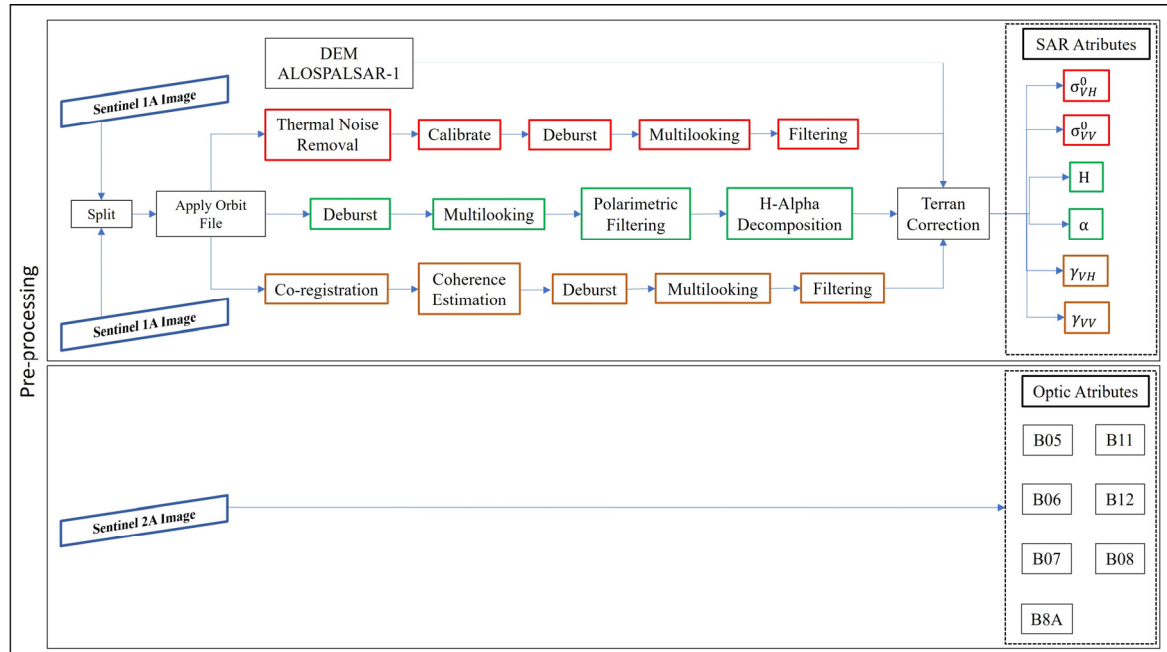 Pre-processing
DEM
ALOSPALSAR-1
SAR Atributes
Sentinel 1A Image
Thermal Noise
Removal
Calibrate
Deburst
Multilooking
Filtering
σ⁰VH
σ⁰VV
Split
Apply Orbit
File
Deburst
Multilooking
Polarimetric
Filtering
H-Alpha
Decomposition
Terran
Correction
H
α
Co-registration
Coherence
Estimation
Deburst
Multilooking
Filtering
γVH
γVV
Sentinel 1A Image
Optic Atributes
B05
B11
Sentinel 2A Image
B06
B12
B07
B08
B8A